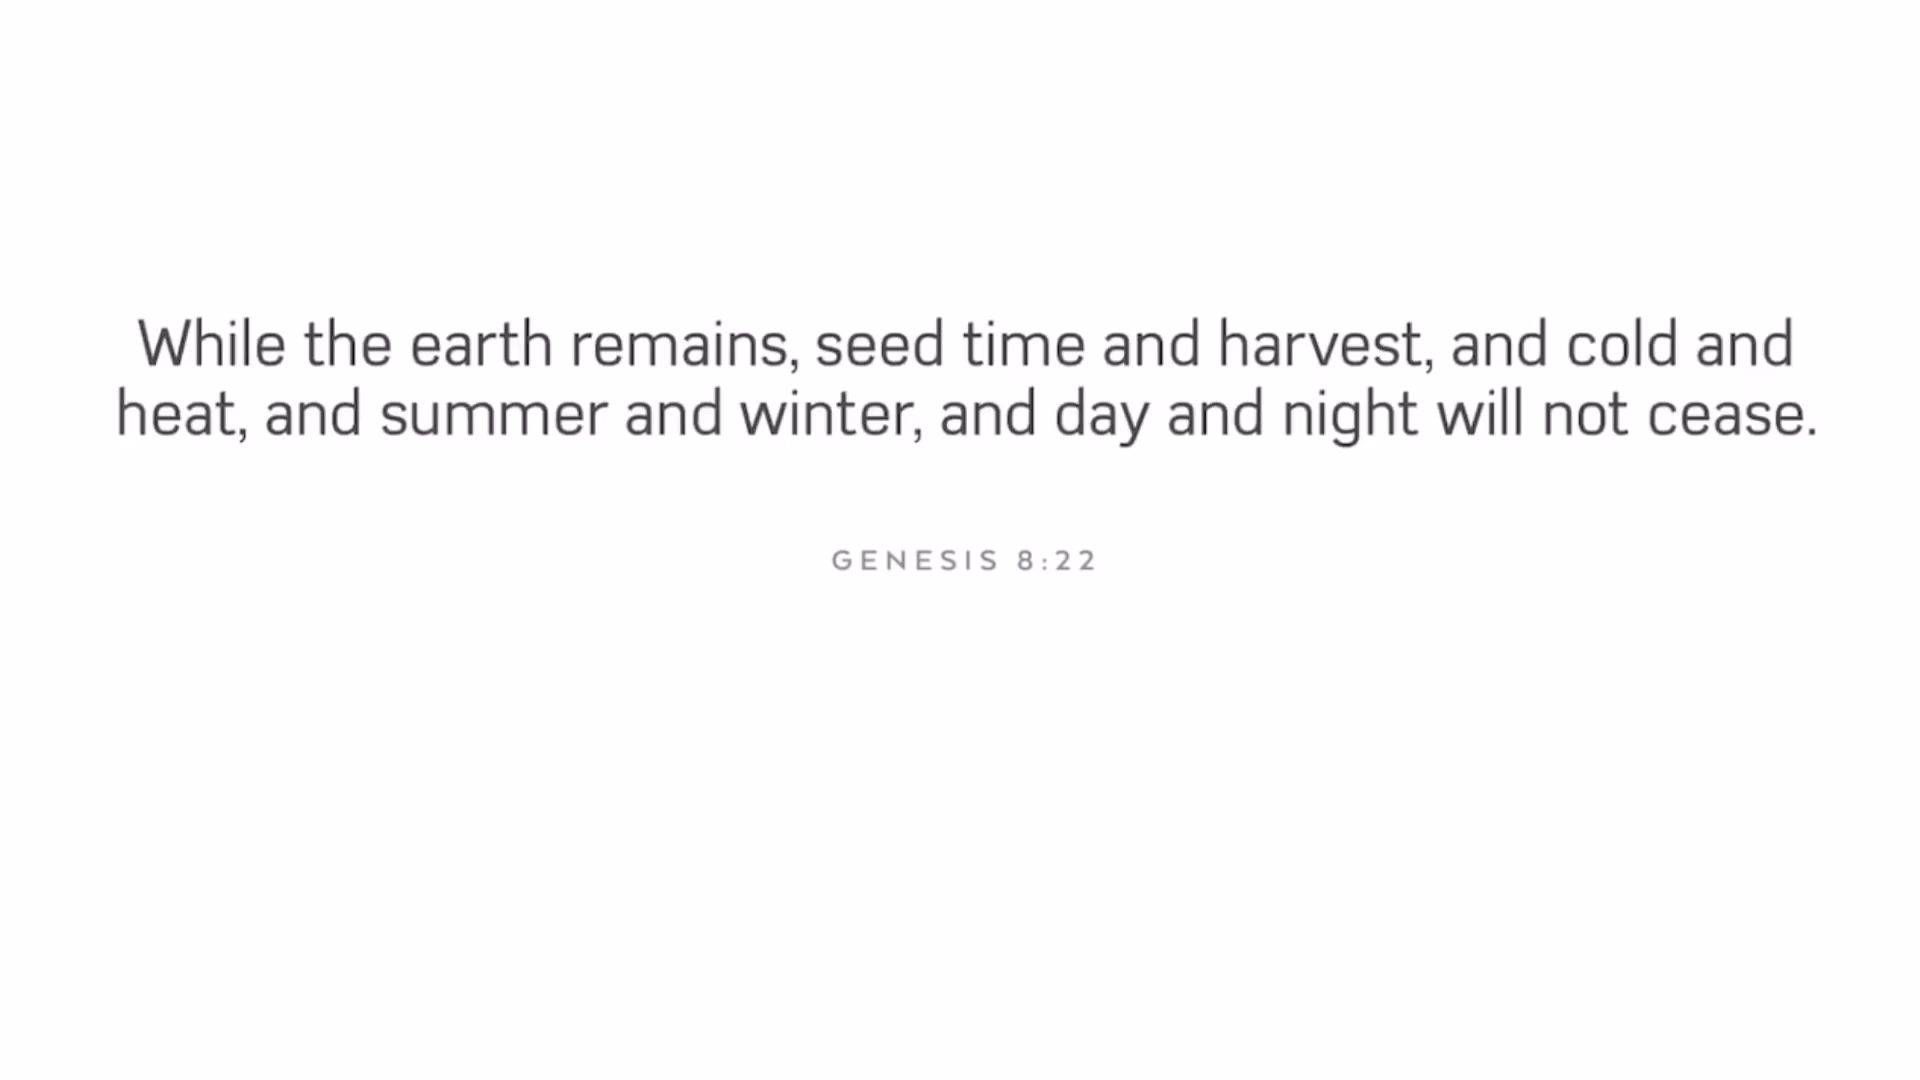 While the earth remains, seed time and harvest, and cold and
heat, and summer and winter, and day and night will not cease.
GENESIS 8:22